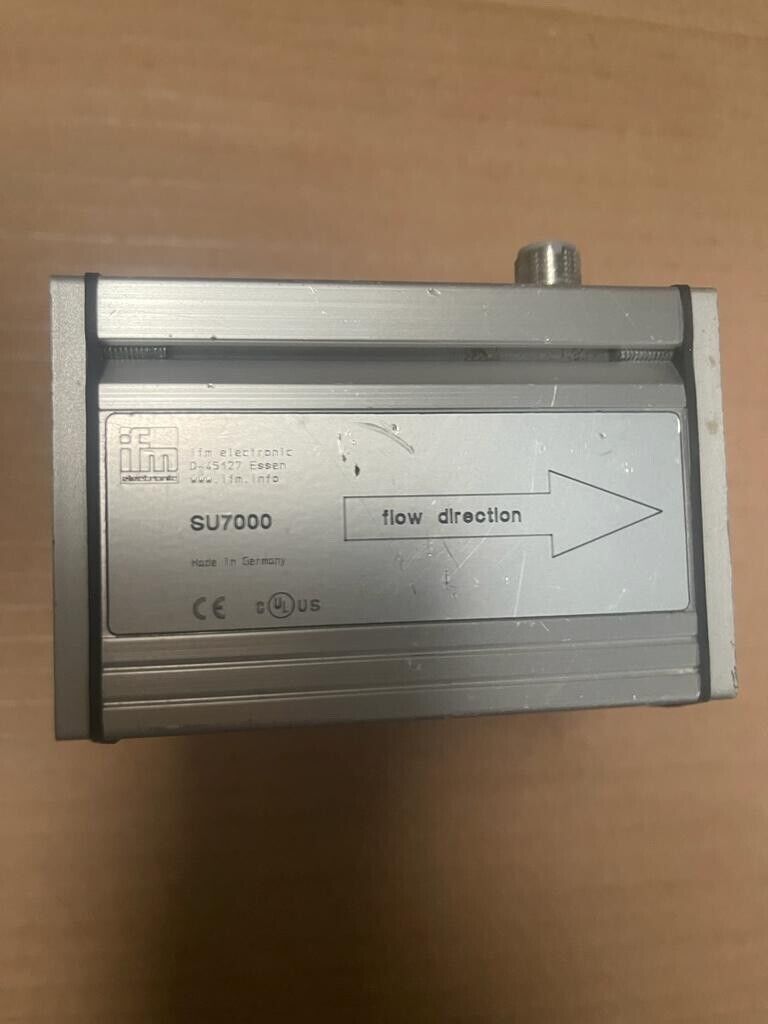 ifm
electronic
ifm electronic
D-45127 Essen
www.ifm.info
SU7000
flow direction
Made in Germany
CE c UL US